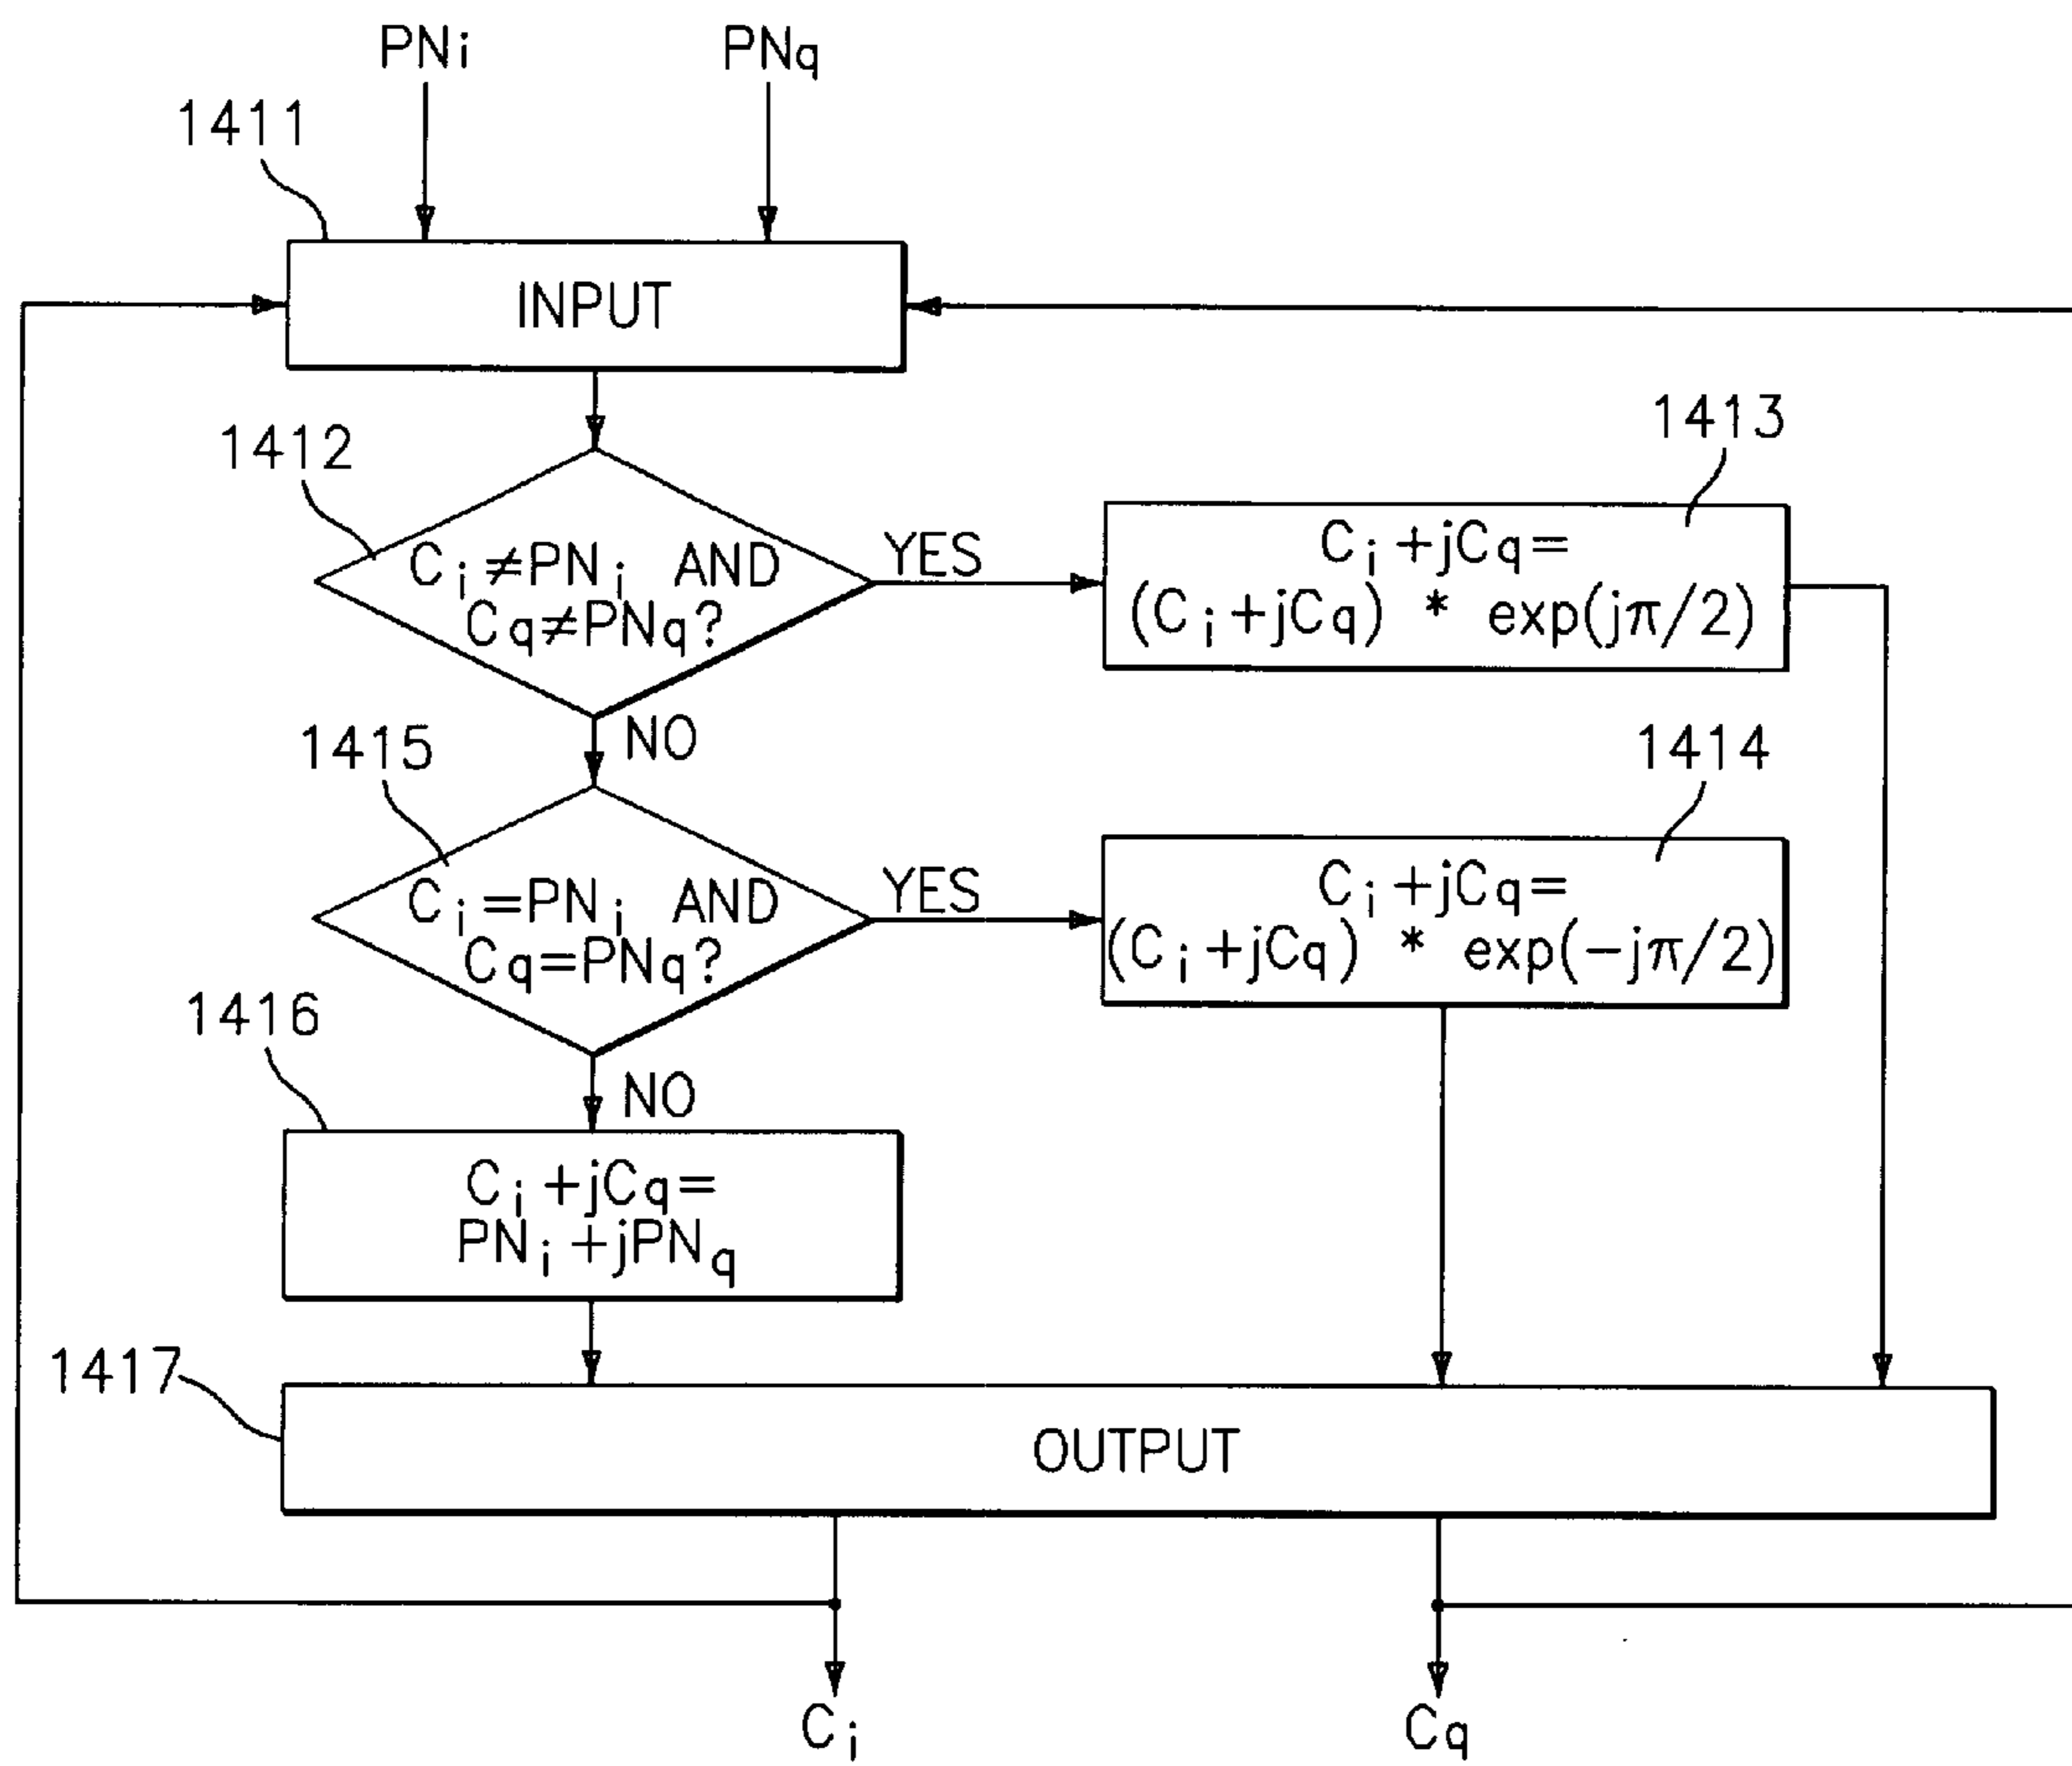 PNi
PNq
1411
INPUT
1412
Ci≠PNi AND
Cq≠PNq?
YES
1413
Ci+jCq=
(Ci+jCq) * exp(jπ/2)
NO
1415
Ci=PNi AND
Cq=PNq?
YES
1414
Ci+jCq=
(Ci+jCq) * exp(-jπ/2)
NO
1416
Ci+jCq=
PNi+jPNq
1417
OUTPUT
Ci
Cq